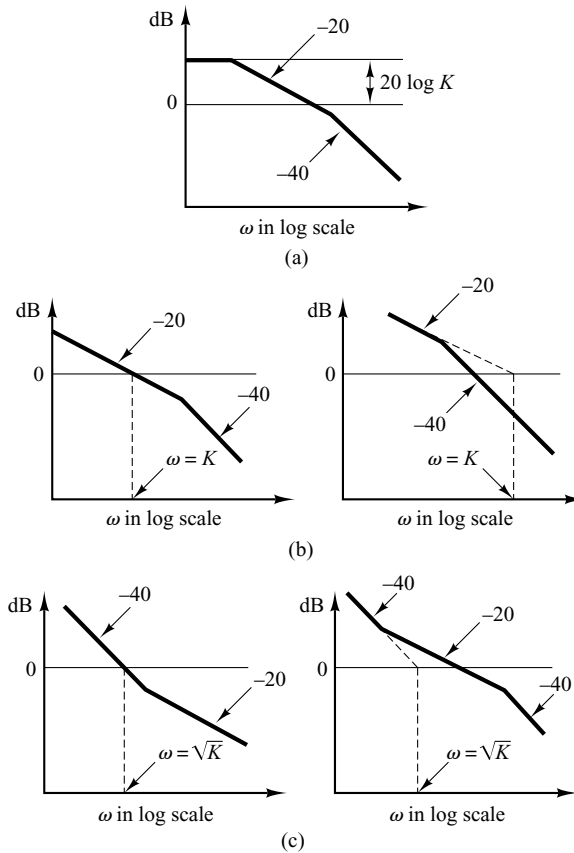 dB
–20
20 log K
0
–40
ω in log scale
(a)
dB
–20
0
–40
ω = K
ω in log scale
dB
–20
0
–40
ω = K
ω in log scale
(b)
dB
–40
0
–20
ω = √K
ω in log scale
dB
–40
–20
0
–40
ω = √K
ω in log scale
(c)